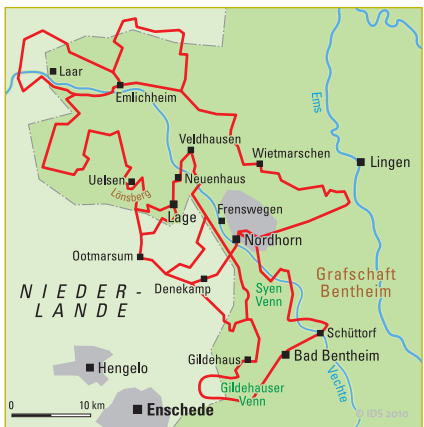 Laar
Emlichheim
Ems
Veldhausen
Wietmarschen
Lingen
Uelsen
Neuenhaus
Lönsberg
Lage
Frenswegen
Nordhorn
Ootmarsum
Grafschaft
Bentheim
Syen
Venn
NIEDER-
LANDE
Denekamp
Schüttorf
Gildehaus
Bad Bentheim
Hengelo
Gildehauser
Venn
Vechte
0 10 km
Enschede
© IDS 2010